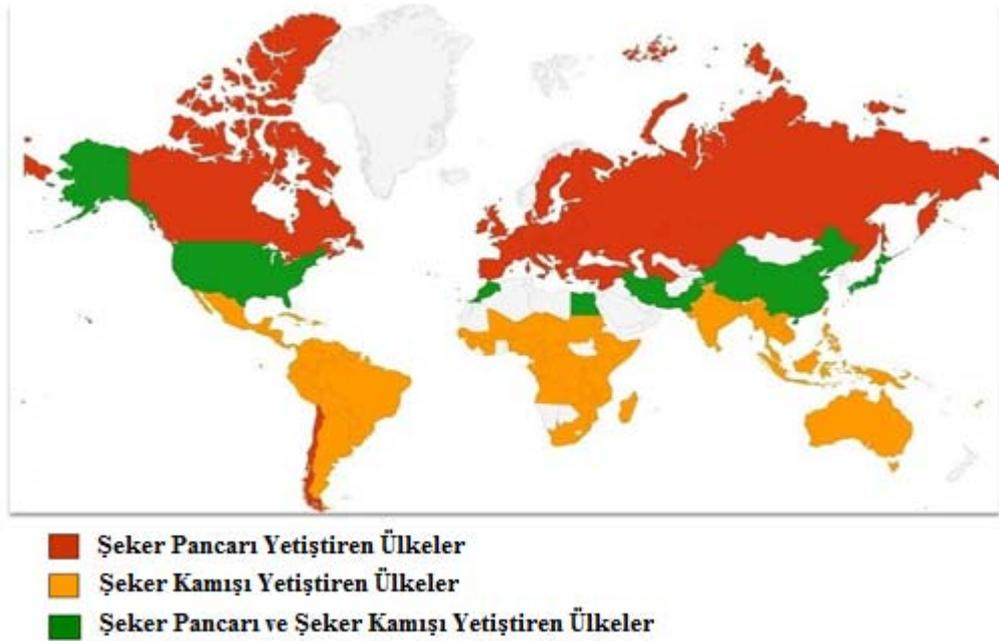 Şeker Pancarı Yetiştiren Ülkeler
Şeker Kamışı Yetiştiren Ülkeler
Şeker Pancarı ve Şeker Kamışı Yetiştiren Ülkeler